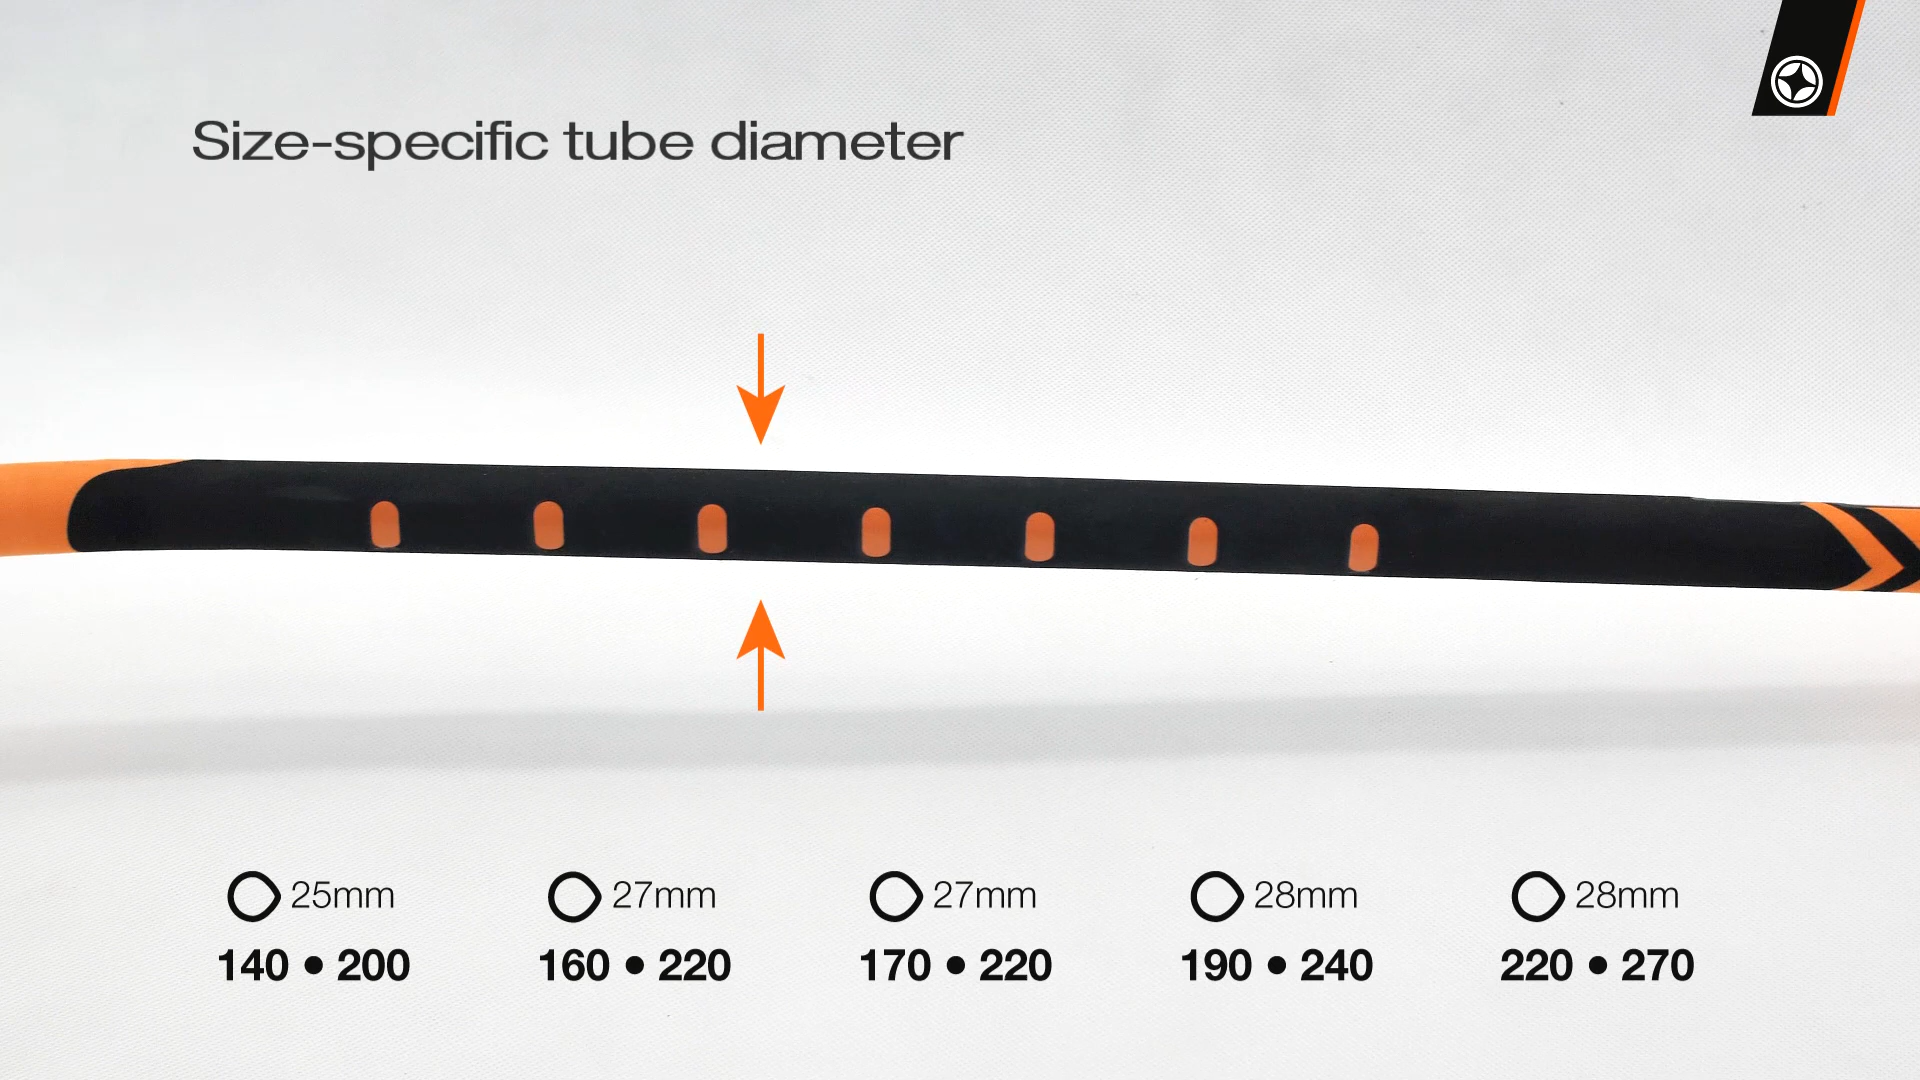 Size-specific tube diameter
25mm 27mm 27mm 28mm 28mm
140 • 200 160 • 220 170 • 220 190 • 240 220 • 270